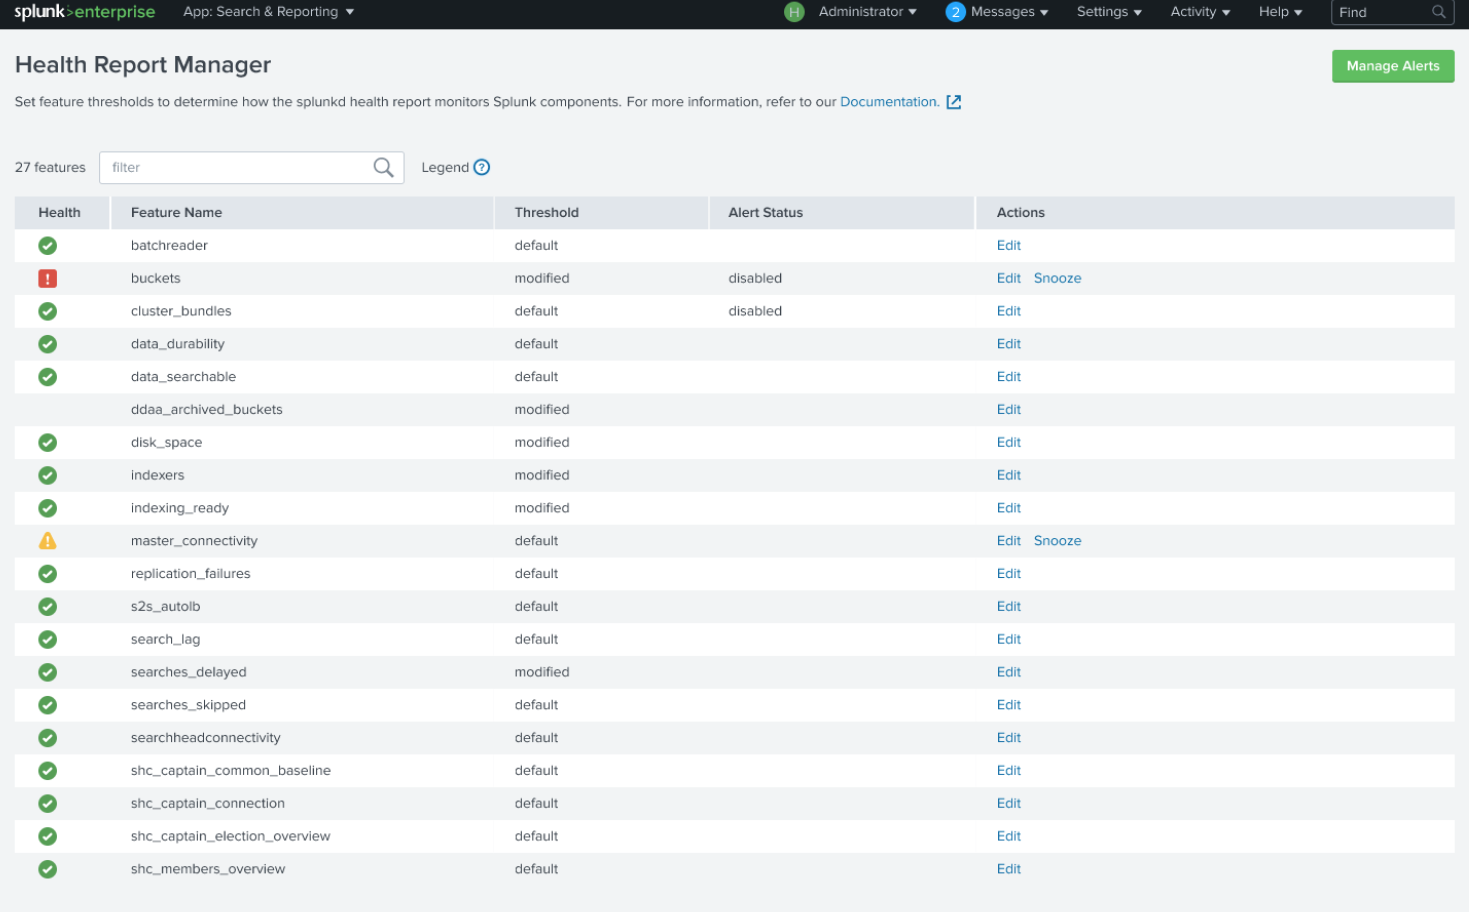 splunk>enterprise App: Search & Reporting H Administrator 2 Messages Settings Activity Help Find
Health Report Manager
Manage Alerts
Set feature thresholds to determine how the splunkd health report monitors Splunk components. For more information, refer to our Documentation.
27 features filter Legend ?
Health Feature Name Threshold Alert Status Actions
batchreader default Edit
! buckets modified disabled Edit Snooze
cluster_bundles default disabled Edit
data_durability default Edit
data_searchable default Edit
ddaa_archived_buckets modified Edit
disk_space modified Edit
indexers modified Edit
indexing_ready modified Edit
! master_connectivity default Edit Snooze
replication_failures default Edit
s2s_autolb default Edit
search_lag default Edit
searches_delayed modified Edit
searches_skipped default Edit
searchheadconnectivity default Edit
shc_captain_common_baseline default Edit
shc_captain_connection default Edit
shc_captain_election_overview default Edit
shc_members_overview default Edit